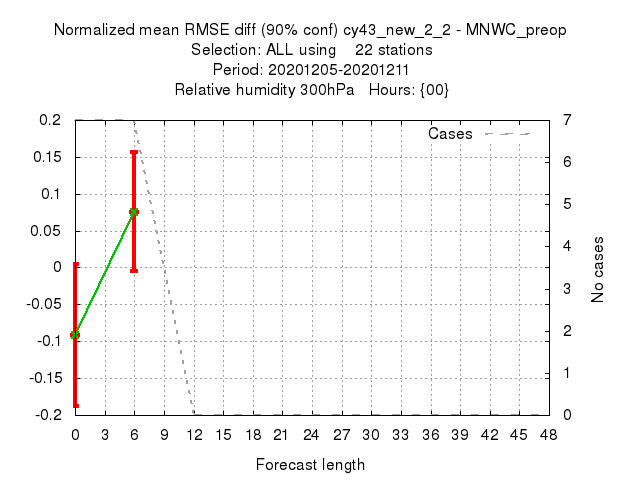 Normalized mean RMSE diff (90% conf) cy43_new_2_2 - MNWC_preop
Selection: ALL using    22 stations
Period: 20201205-20201211
Relative humidity 300hPa   Hours: {00}
Cases
0.2
0.15
0.1
0.05
0
-0.05
-0.1
-0.15
-0.2
7
6
5
4
3
2
1
0
No cases
0 3 6 9 12 15 18 21 24 27 30 33 36 39 42 45 48
Forecast length